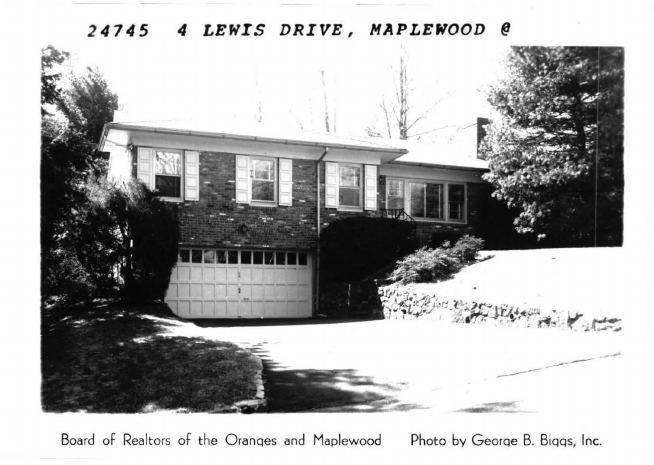 24745 4 LEWIS DRIVE, MAPLEWOOD @
Board of Realtors of the Oranges and Maplewood Photo by George B. Biggs, Inc.